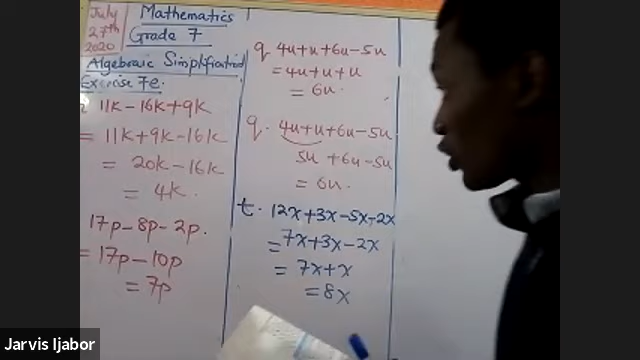 July
27th
2020
Mathematics
Grade 7
Algebraic Simplification
Exercise 7e.
11k - 16k + 9k
= 11k + 9k - 16k
= 20k - 16k
= 4k.
17p - 8p - 2p.
= 17p - 10p
= 7p
q 4u + u + 6u - 5u
= 4u + u + u
= 6u.
q. 4u + u + 6u - 5u
5u + 6u - 5u
= 6u.
t. 12x + 3x - 5x - 2x
= 7x + 3x - 2x
= 7x + x
= 8x
Jarvis Ijabor